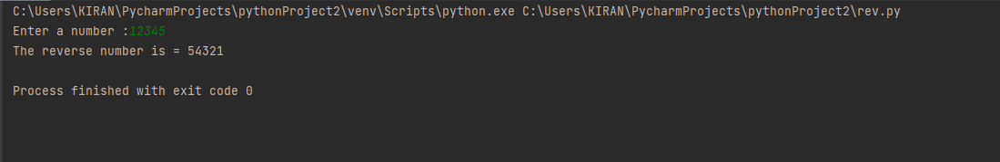 C:\Users\KIRAN\PycharmProjects\pythonProject2\venv\Scripts\python.exe C:\Users\KIRAN\PycharmProjects\pythonProject2\rev.py
Enter a number :12345
The reverse number is = 54321
Process finished with exit code 0